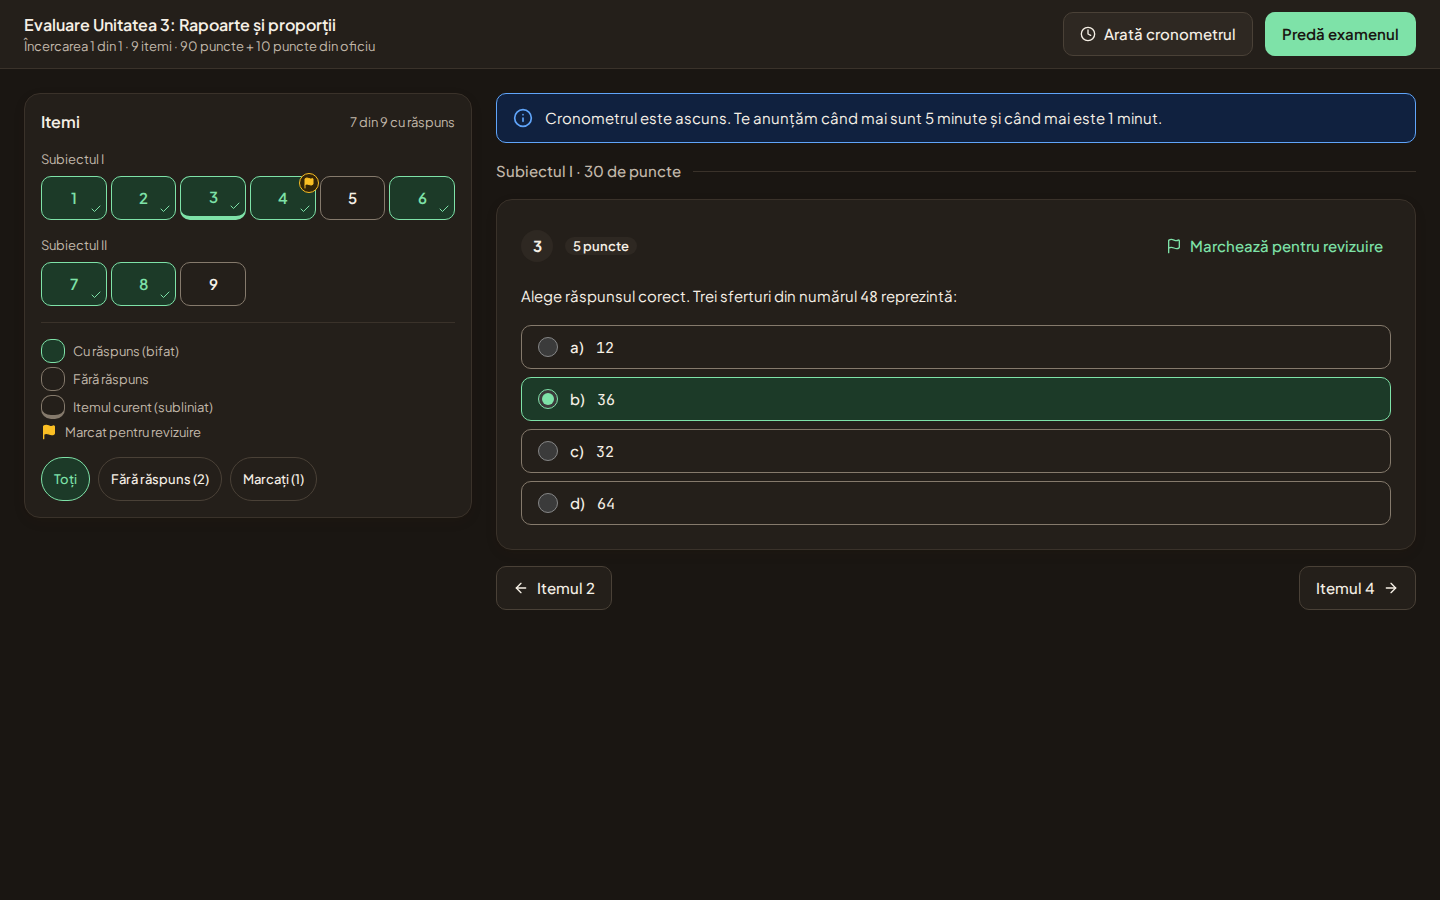 Evaluare Unitatea 3: Rapoarte și proporții
Încercarea 1 din 1 · 9 itemi · 90 puncte + 10 puncte din oficiu
Arată cronometrul
Predă examenul
Itemi
7 din 9 cu răspuns
Subiectul I
1 2 3 4 5 6
Subiectul II
7 8 9
Cu răspuns (bifat)
Fără răspuns
Itemul curent (subliniat)
Marcat pentru revizuire
Toți
Fără răspuns (2)
Marcați (1)
Cronometrul este ascuns. Te anunțăm când mai sunt 5 minute și când mai este 1 minut.
Subiectul I · 30 de puncte
3
5 puncte
Marchează pentru revizuire
Alege răspunsul corect. Trei sferturi din numărul 48 reprezintă:
a) 12
b) 36
c) 32
d) 64
Itemul 2
Itemul 4